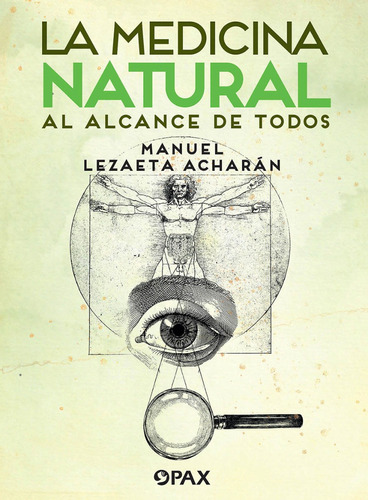 LA MEDICINA
NATURAL
AL ALCANCE DE TODOS
MANUEL
LEZAETA ACHARÁN
PAX